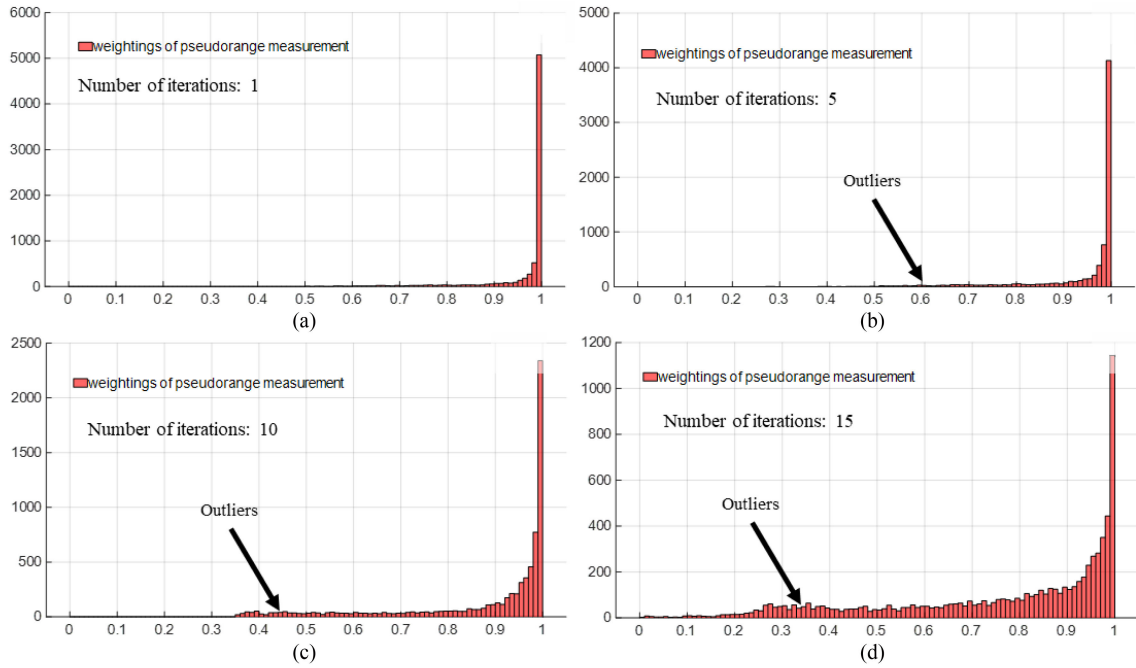 6000
weightings of pseudorange measurement
5000
Number of iterions: 1
4000
3000
2000
1000
0
0 0.1 0.2 0.3 0.4 0.5 0.6 0.7 0.8 0.9 1
(a)
5000
weightings of pseudorange measurement
4000
Number of iterions: 5
3000
2000
Outliers
1000
0
0 0.1 0.2 0.3 0.4 0.5 0.6 0.7 0.8 0.9 1
(b)
2500
weightings of pseudorange measurement
2000
Number of iterions: 10
1500
1000
Outliers
500
0
0 0.1 0.2 0.3 0.4 0.5 0.6 0.7 0.8 0.9 1
(c)
1200
weightings of pseudorange measurement
1000
Number of iterions: 15
800
600
Outliers
400
200
0
0 0.1 0.2 0.3 0.4 0.5 0.6 0.7 0.8 0.9 1
(d)